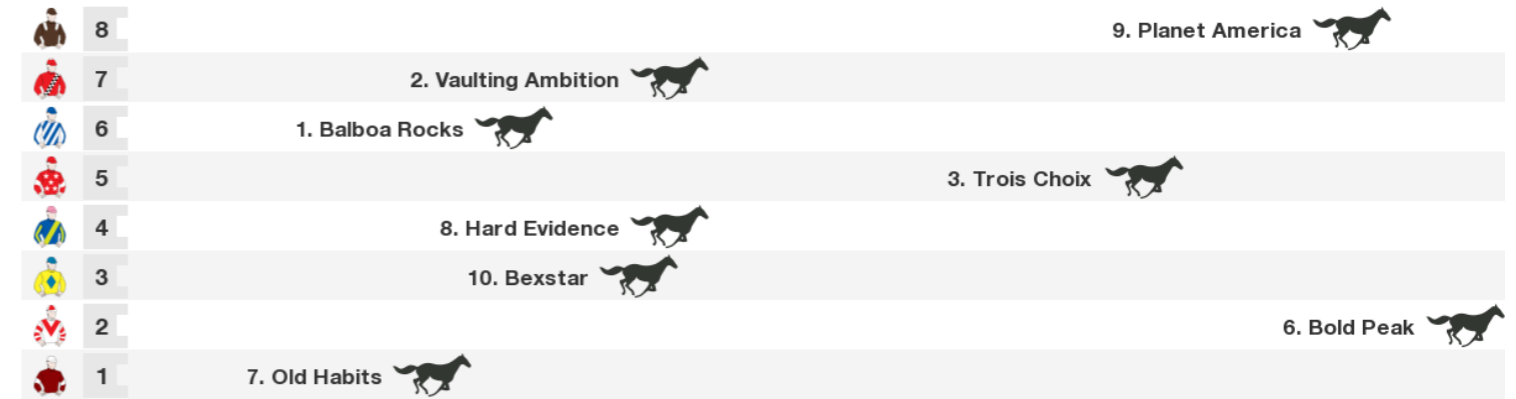 8 9. Planet America
7 2. Vaulting Ambition
6 1. Balboa Rocks
5 3. Trois Choix
4 8. Hard Evidence
3 10. Bexstar
2 6. Bold Peak
1 7. Old Habits